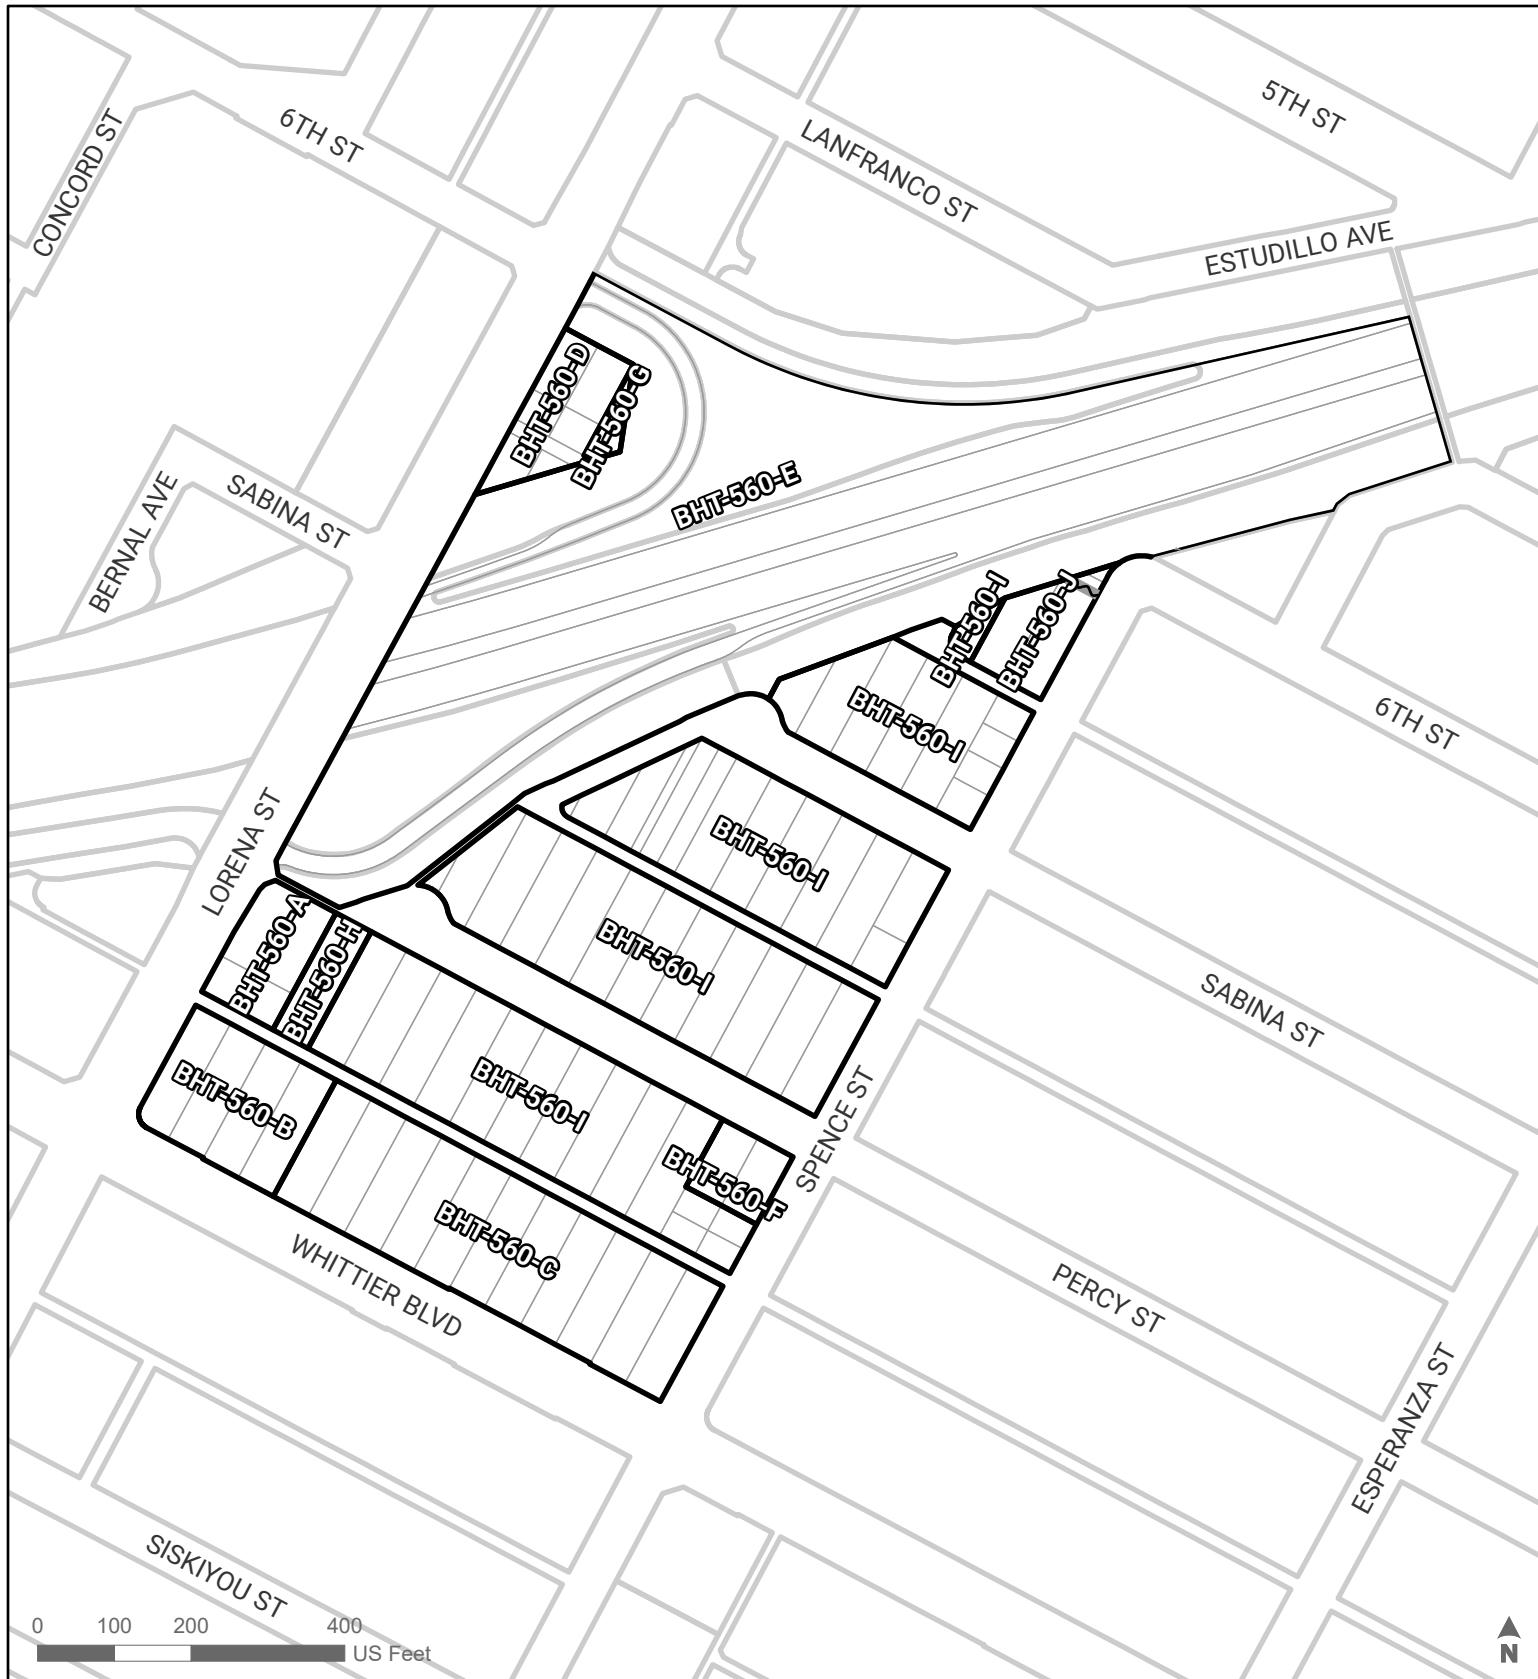 5TH ST
6TH ST
CONCORD ST
LANFRANCO ST
ESTUDILLO AVE
BHT-560-D
BHT-560-G
BHT-560-E
SABINA ST
BERNAL AVE
BHT-560-I
BHT-560-J
BHT-560-I
6TH ST
BHT-560-I
LORENA ST
BHT-560-A
BHT-560-H
BHT-560-I
SABINA ST
BHT-560-B
BHT-560-I
SPENCE ST
BHT-560-F
BHT-560-C
WHITTIER BLVD
PERCY ST
ESPERANZA ST
SISKIYOU ST
0 100 200 400
US Feet
N